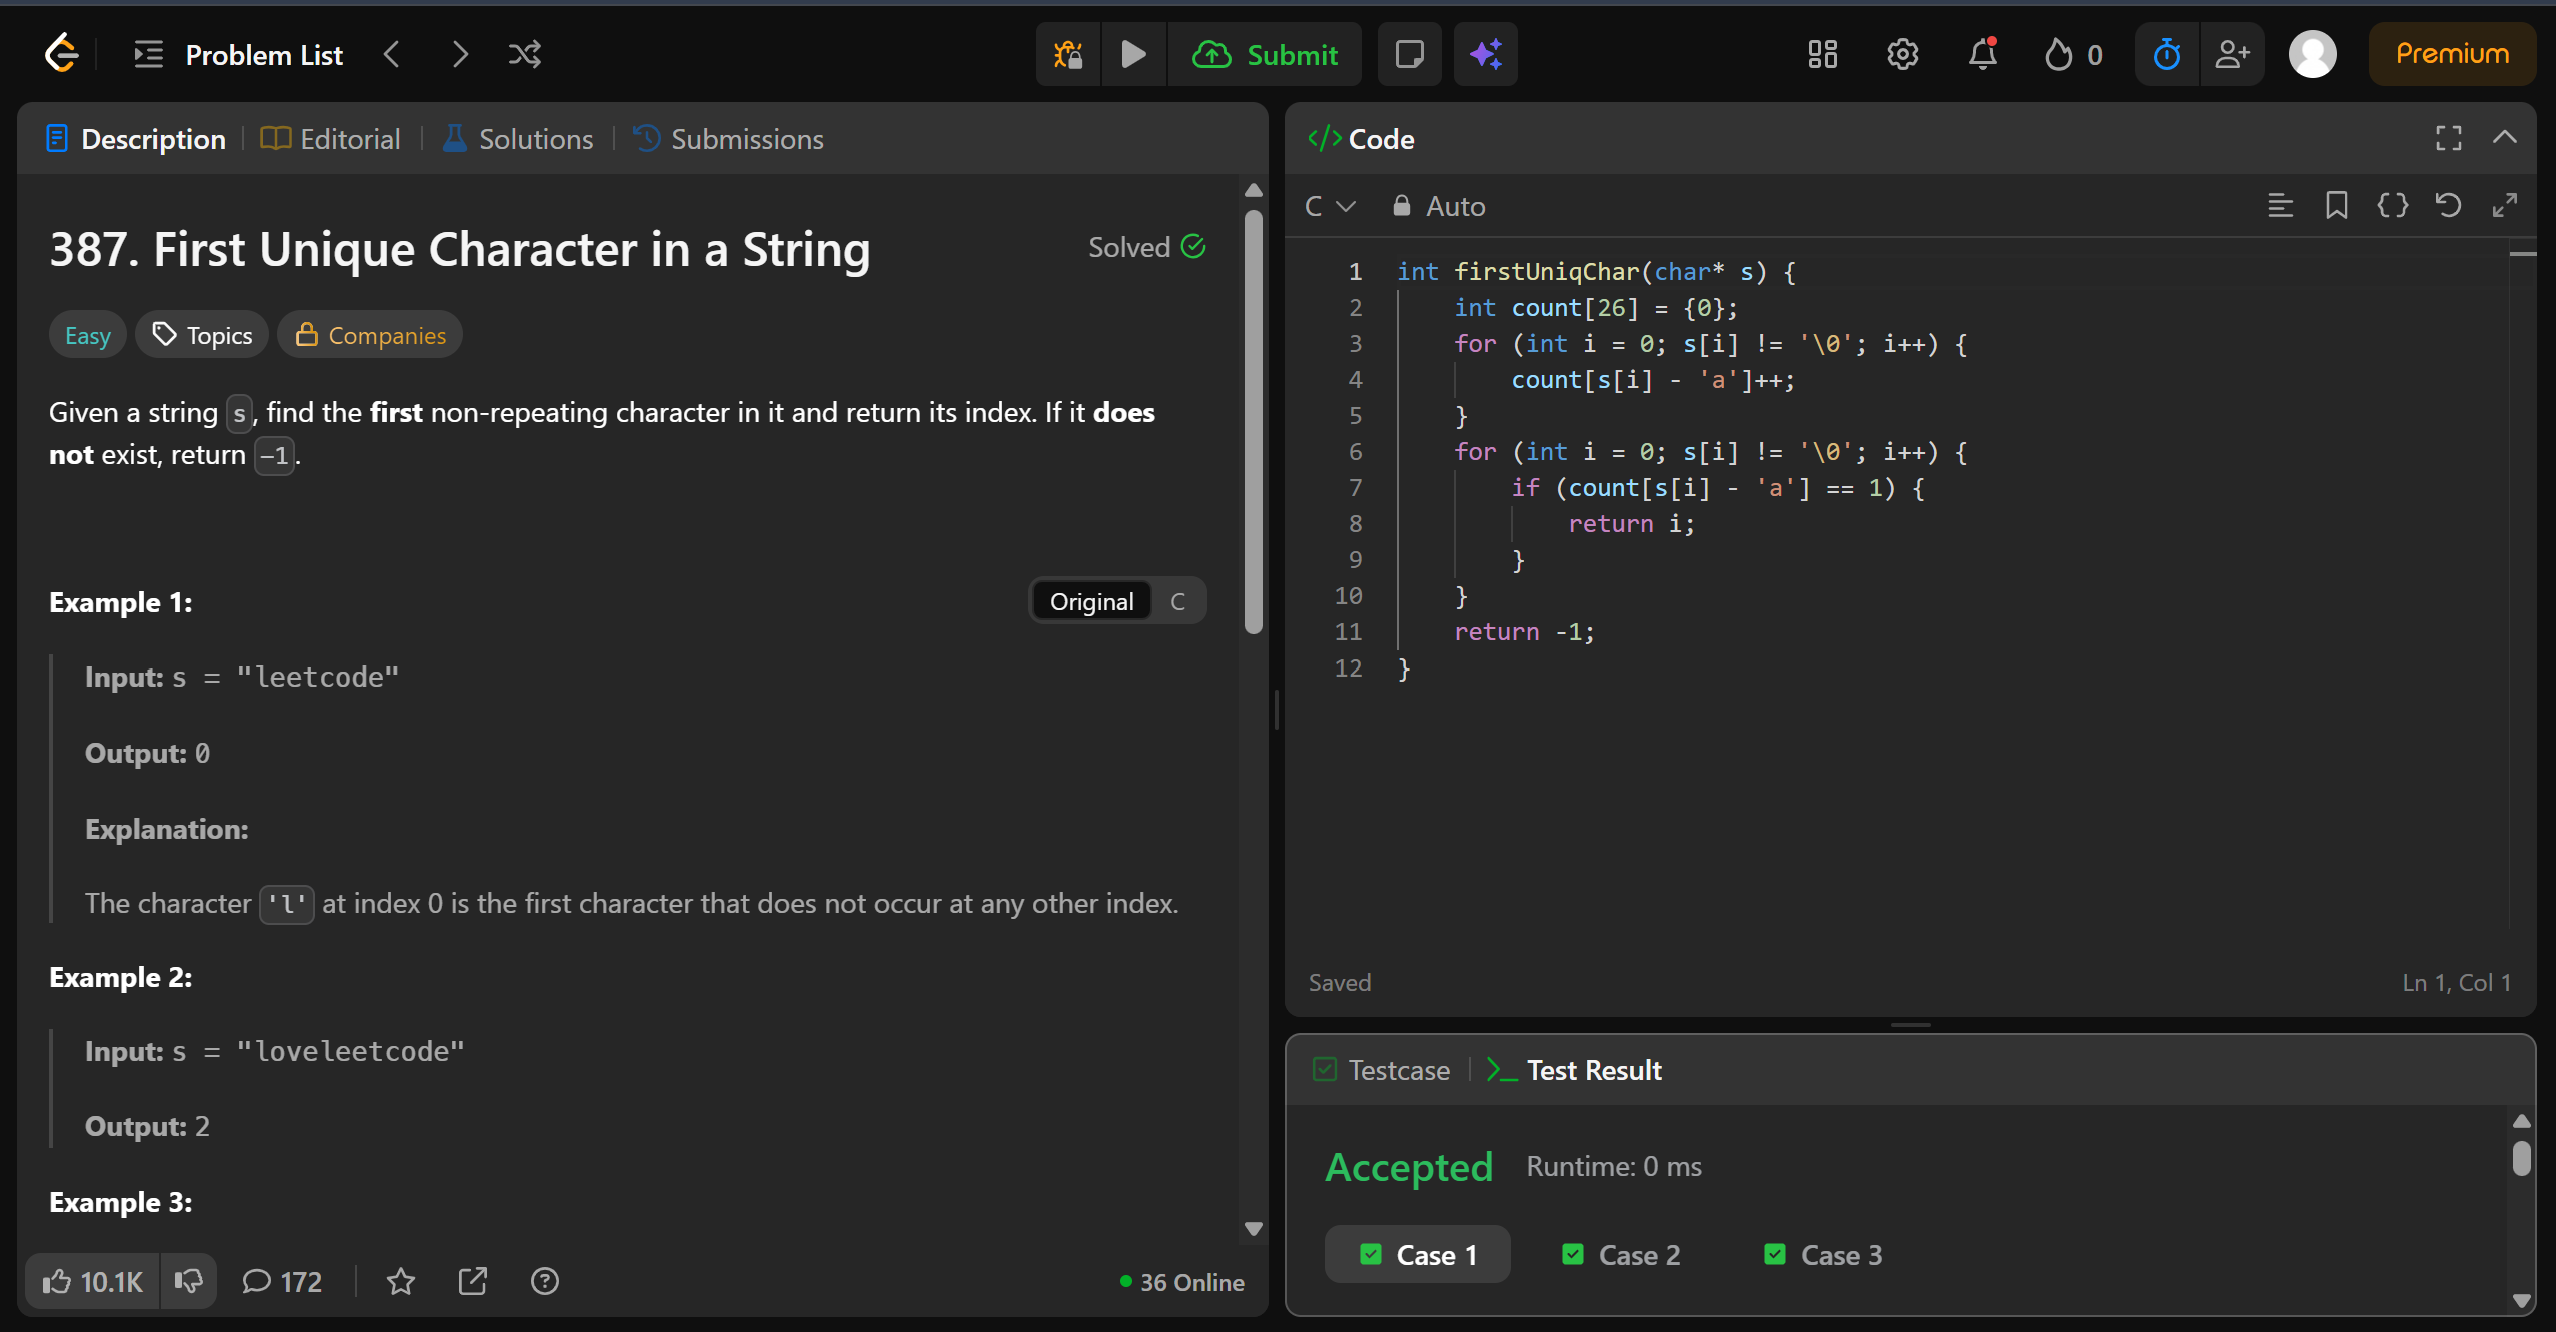 Problem List
Submit
0
Premium
Description
Editorial
Solutions
Submissions
387. First Unique Character in a String
Solved
Easy
Topics
Companies
Given a string s, find the first non-repeating character in it and return its index. If it does
not exist, return -1.
Example 1:
Original
C
Input: s = "leetcode"
Output: 0
Explanation:
The character 'l' at index 0 is the first character that does not occur at any other index.
Example 2:
Input: s = "loveleetcode"
Output: 2
Example 3:
10.1K
172
36 Online
</> Code
C
Auto
1 int firstUniqChar(char* s) {
2     int count[26] = {0};
3     for (int i = 0; s[i] != '\0'; i++) {
4         count[s[i] - 'a']++;
5     }
6     for (int i = 0; s[i] != '\0'; i++) {
7         if (count[s[i] - 'a'] == 1) {
8             return i;
9         }
10     }
11     return -1;
12 }
Saved
Ln 1, Col 1
Testcase
Test Result
Accepted
Runtime: 0 ms
Case 1
Case 2
Case 3